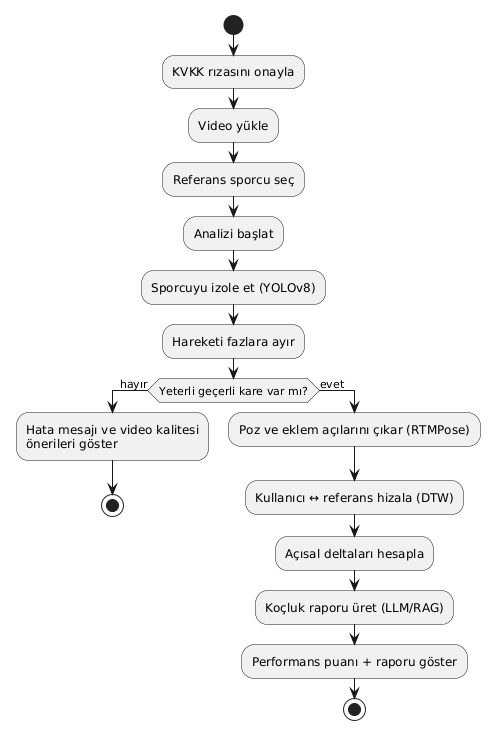 KVKK rızasını onayla
Video yükle
Referans sporcu seç
Analizi başlat
Sporcuyu izole et (YOLOv8)
Hareketi fazlara ayır
hayır
Yeterli geçerli kare var mı?
evet
Hata mesajı ve video kalitesi
önerileri göster
Poz ve eklem açılarını çıkar (RTMPose)
Kullanıcı ↔ referans hizala (DTW)
Açısal deltaları hesapla
Koçluk raporu üret (LLM/RAG)
Performans puanı + raporu göster